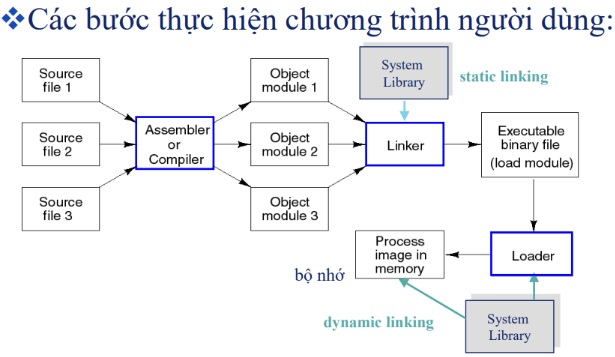 ❖Các bước thực hiện chương trình người dùng:
Source
file 1
Object
module 1
System
Library
static linking
Source
file 2
Assembler
or
Compiler
Object
module 2
Linker
Executable
binary file
(load module)
Source
file 3
Object
module 3
bộ nhớ
Process
image in
memory
Loader
dynamic linking
System
Library